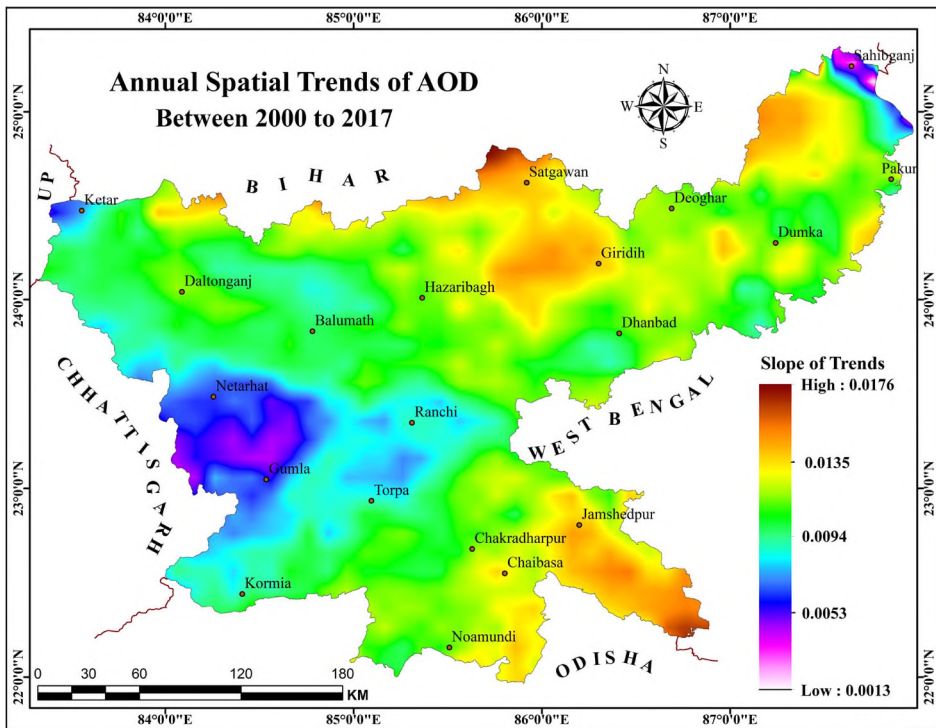 84°0'0"E 85°0'0"E 86°0'0"E 87°0'0"E
Annual Spatial Trends of AOD
Between 2000 to 2017
N
W E
S
Sahibganj
25°0'0"N 25°0'0"N
BIHAR
UP
Satgawan
Pakur
Ketar
Deoghar
Dumka
Giridih
Daltonganj
Hazaribagh
24°0'0"N 24°0'0"N
Balumath
Dhanbad
CHHATTISGARH
WEST BENGAL
Slope of Trends
High : 0.0176
Netarhat
Ranchi
0.0135
Gumla
23°0'0"N 23°0'0"N
Torpa
Jamshedpur
0.0094
Chakradharpur
Chaibasa
Kormia
0.0053
Noamundi
ODISHA
0 30 60 120 180
KM
Low : 0.0013
22°0'0"N 22°0'0"N
84°0'0"E 85°0'0"E 86°0'0"E 87°0'0"E